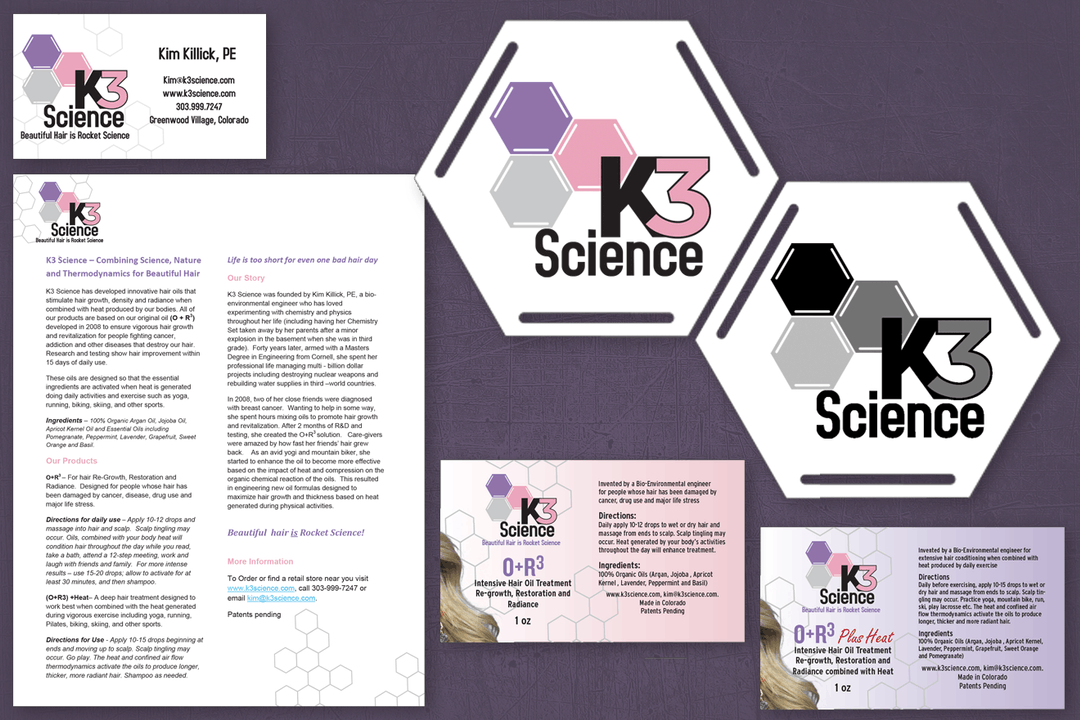 K3
Science
Beautiful Hair is Rocket Science
Kim Killick, PE
Kim@k3science.com
www.k3science.com
303.999.7247
Greenwood Village, Colorado
K3
Science
Beautiful Hair is Rocket Science
K3 Science – Combining Science, Nature
and Thermodynamics for Beautiful Hair
K3 Science has developed innovative hair oils that
stimulate hair growth, density and radiance when
combined with heat produced by our bodies. All of
our products are based on our original oil (O + R³)
developed in 2008 to ensure vigorous hair growth
and revitalization for people fighting cancer,
addiction and other diseases that destroy our hair.
Research and testing show hair improvement within
15 days of daily use.
These oils are designed so that the essential
ingredients are activated when heat is generated
doing daily activities and exercise such as yoga,
running, biking, skiing, and other sports.
Ingredients – 100% Organic Argan Oil, Jojoba Oil,
Apricot Kernel Oil and Essential Oils including
Pomegranate, Peppermint, Lavender, Grapefruit, Sweet
Orange and Basil.
Our Products
O+R³ – For hair Re-Growth, Restoration and
Radiance. Designed for people whose hair has
been damaged by cancer, disease, drug use and
major life stress.
Directions for daily use – Apply 10-12 drops and
massage into hair and scalp. Scalp tingling may
occur. Oils, combined with your body heat will
condition hair throughout the day while you read,
take a bath, attend a 12-step meeting, work and
laugh with friends and family. For more intense
results – use 15-20 drops; allow to activate for at
least 30 minutes, and then shampoo.
(O+R3) +Heat– A deep hair treatment designed to
work best when combined with the heat generated
during vigorous exercise including yoga, running,
Pilates, biking, skiing, and other sports.
Directions for Use - Apply 10-15 drops beginning at
ends and moving up to scalp. Scalp tingling may
occur. Go play. The heat and confined air flow
thermodynamics activate the oils to produce longer,
thicker, more radiant hair. Shampoo as needed.
Life is too short for even one bad hair day
Our Story
K3 Science was founded by Kim Killick, PE, a bio-
environmental engineer who has loved
experimenting with chemistry and physics
throughout her life (including having her Chemistry
Set taken away by her parents after a minor
explosion in the basement when she was in third
grade). Forty years later, armed with a Masters
Degree in Engineering from Cornell, she spent her
professional life managing multi - billion dollar
projects including destroying nuclear weapons and
rebuilding water supplies in third –world countries.
In 2008, two of her close friends were diagnosed
with breast cancer. Wanting to help in some way,
she spent hours mixing oils to promote hair growth
and revitalization. After 2 months of R&D and
testing, she created the O+R³ solution. Care-givers
were amazed by how fast her friends' hair grew
back. As an avid yogi and mountain biker, she
started to enhance the oil to become more effective
based on the impact of heat and compression on the
organic chemical reaction of the oils. This resulted
in engineering new oil formulas designed to
maximize hair growth and thickness based on heat
generated during physical activities.
Beautiful hair is Rocket Science!
More Information
To Order or find a retail store near you visit
www.k3science.com, call 303-999-7247 or
email kim@k3science.com.
Patents pending
K3
Science
K3
Science
K3
Science
Beautiful Hair is Rocket Science
O+R³
Intensive Hair Oil Treatment
Re-growth, Restoration and
Radiance
1 oz
Invented by a Bio-Environmental engineer
for people whose hair has been damaged by
cancer, drug use and major life stress
Directions:
Daily apply 10-12 drops to wet or dry hair and
massage from ends to scalp. Scalp tingling may
occur. Heat generated by your body's activities
throughout the day will enhance treatment.
Ingredients:
100% Organic Oils (Argan, Jojoba , Apricot
Kernel , Lavender, Peppermint and Basil)
www.k3science.com, kim@k3science.com.
Made in Colorado
Patents Pending
K3
Science
Beautiful Hair is Rocket Science
O+R³ Plus Heat
Intensive Hair Oil Treatment
Re-growth, Restoration and
Radiance combined with Heat
1 oz
Invented by a Bio-Environmental engineer for
extensive hair conditioning when combined with
heat produced by daily exercise
Directions
Daily before exercising, apply 10-15 drops to wet or
dry hair and massage from ends to scalp. Scalp tin-
gling may occur. Practice yoga, mountain bike, run,
ski, play lacrosse etc. The heat and confined air
flow thermodynamics activate the oils to produce
longer, thicker and more radiant hair.
Ingredients
100% Organic Oils (Argan, Jojoba , Apricot Kernel,
Lavender, Peppermint, Grapefruit, Sweet Orange
and Pomegranate)
www.k3science.com, kim@k3science.com.
Made in Colorado
Patents Pending